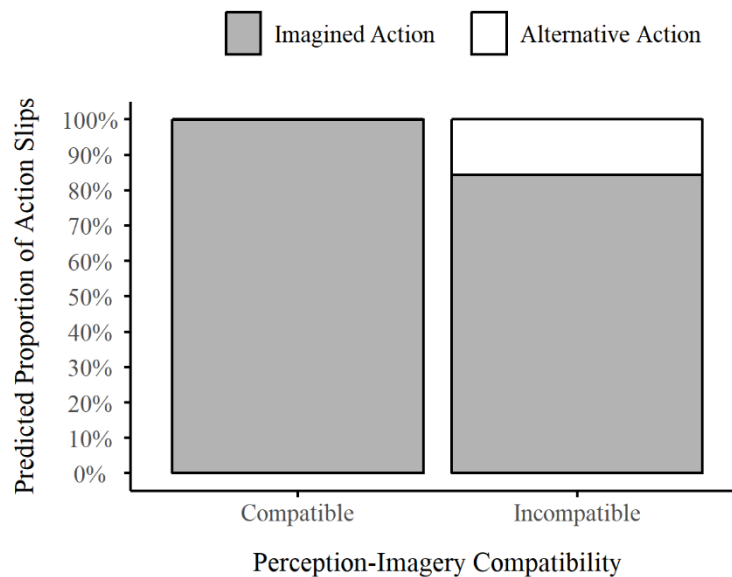 Imagined Action
Alternative Action
Predicted Proportion of Action Slips
100%
90%
80%
70%
60%
50%
40%
30%
20%
10%
0%
Compatible
Incompatible
Perception-Imagery Compatibility